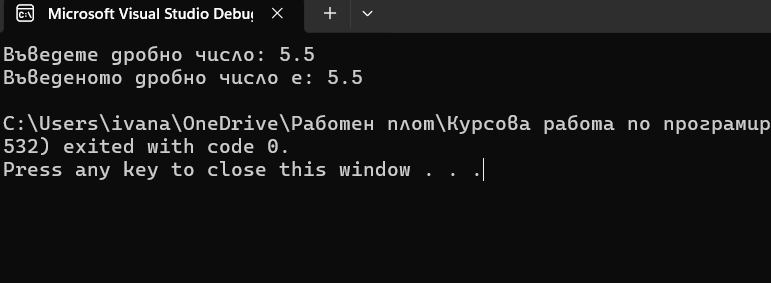 Microsoft Visual Studio Debug
Въведете дробно число: 5.5
Въведеното дробно число е: 5.5
C:\Users\ivana\OneDrive\Работен плот\Курсова работа по програмир
532) exited with code 0.
Press any key to close this window . . .